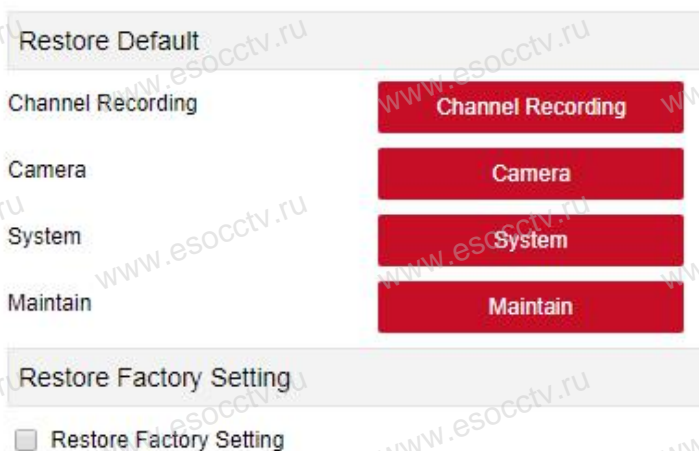 Restore Default
Channel Recording Channel Recording
Camera Camera
System System
Maintain Maintain
Restore Factory Setting
Restore Factory Setting
www.esocctv.ru
www.esocctv.ru
www.esocctv.ru
www.esocctv.ru
www.esocctv.ru
www.esocctv.ru